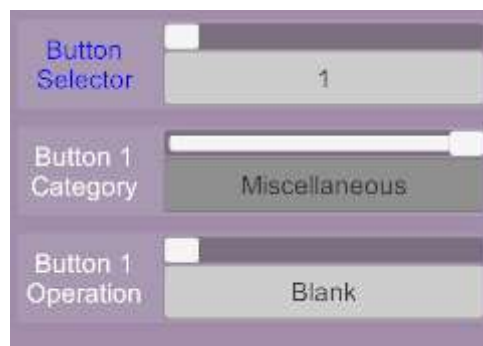 Button
Selector
1
Button 1
Category
Miscellaneous
Button 1
Operation
Blank